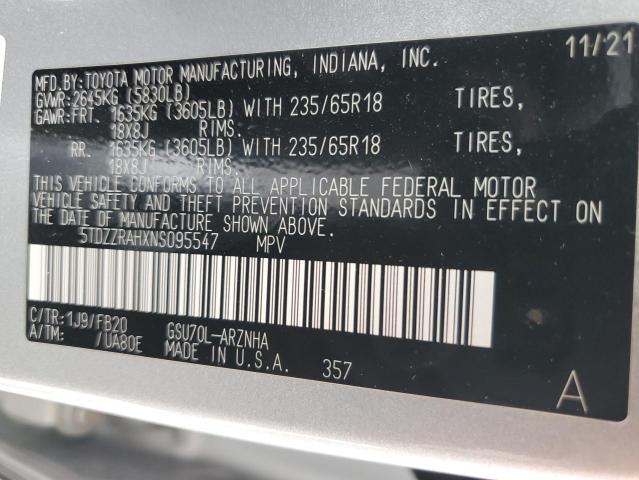 11/21
MFD.BY:TOYOTA MOTOR MANUFACTURING, INDIANA, INC.
GVWR:2645KG (5830LB)
GAWR:FRT. 1635KG (3605LB) WITH 235/65R18 TIRES,
18X8J RIMS.
RR. 1635KG (3605LB) WITH 235/65R18 TIRES,
18X8J RIMS.
THIS VEHICLE CONFORMS TO ALL APPLICABLE FEDERAL MOTOR
VEHICLE SAFETY AND THEFT PREVENTION STANDARDS IN EFFECT ON
THE DATE OF MANUFACTURE SHOWN ABOVE.
5TDZZRAHXNS095547 MPV
C/TR:1J9/FB20 GSU70L-ARZNHA
A/TM: /UA80E MADE IN U.S.A. 357
A